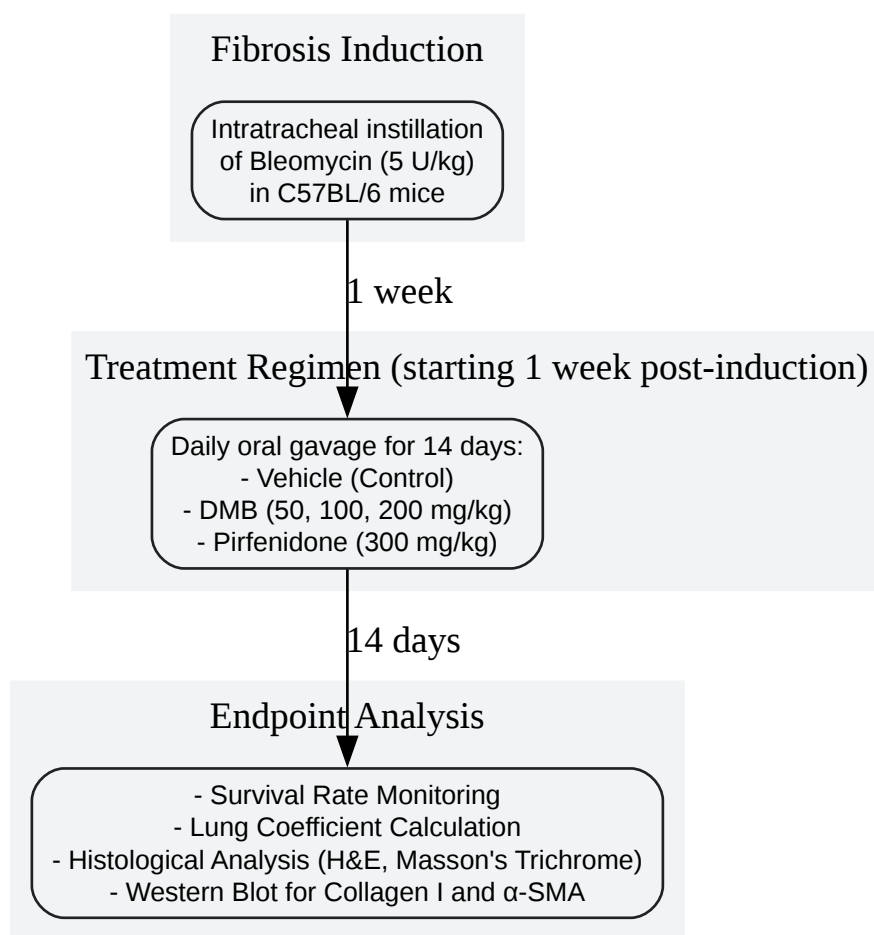 Fibrosis Induction
Intratracheal instillation
of Bleomycin (5 U/kg)
in C57BL/6 mice
1 week
Treatment Regimen (starting 1 week post-induction)
Daily oral gavage for 14 days:
- Vehicle (Control)
- DMB (50, 100, 200 mg/kg)
- Pirfenidone (300 mg/kg)
14 days
Endpoint Analysis
- Survival Rate Monitoring
- Lung Coefficient Calculation
- Histological Analysis (H&E, Masson's Trichrome)
- Western Blot for Collagen I and α-SMA